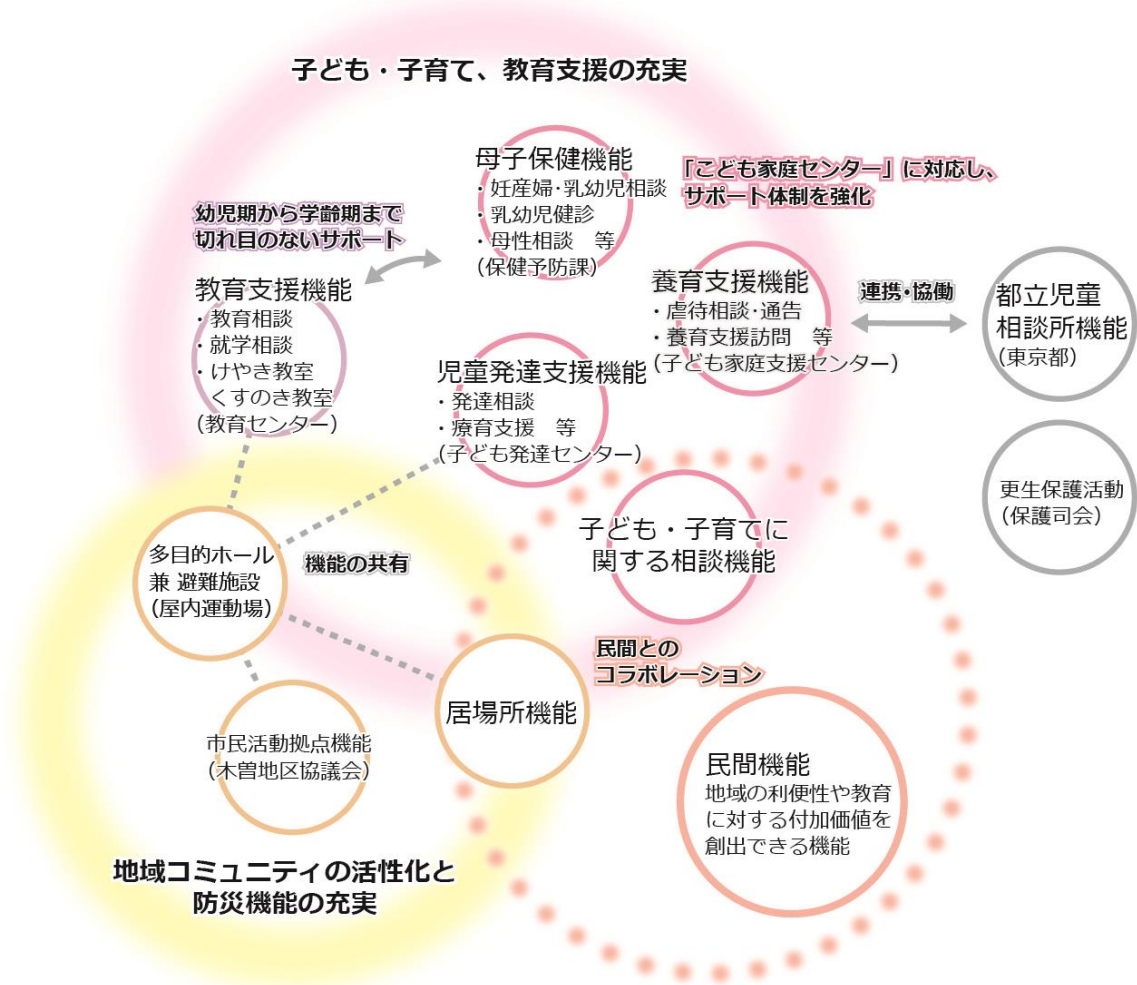 子ども・子育て、教育支援の充実
母子保健機能
・妊産婦・乳幼児相談
・乳幼児健診
・母性相談　等
(保健予防課)
「こども家庭センター」に対応し、
サポート体制を強化
幼児期から学齢期まで
切れ目のないサポート
教育支援機能
・教育相談
・就学相談
・けやき教室
くすのき教室
(教育センター)
養育支援機能
・虐待相談・通告
・養育支援訪問　等
(子ども家庭支援センター)
連携・協働
都立児童
相談所機能
(東京都)
児童発達支援機能
・発達相談
・療育支援　等
(子ども発達センター)
更生保護活動
(保護司会)
子ども・子育てに
関する相談機能
多目的ホール
兼 避難施設
(屋内運動場)
機能の共有
民間との
コラボレーション
居場所機能
市民活動拠点機能
(木曽地区協議会)
民間機能
地域の利便性や教育
に対する付加価値を
創出できる機能
地域コミュニティの活性化と
防災機能の充実